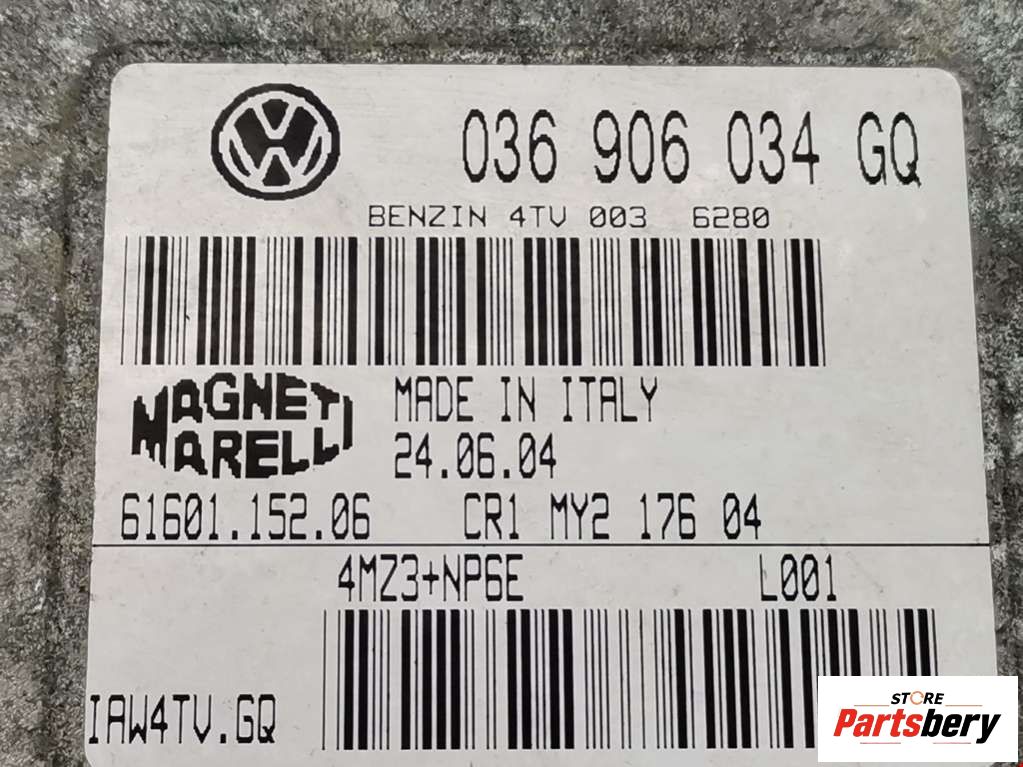 036 906 034 GQ
BENZIN 4TV 003 6280
MAGNETI
MARELLI
MADE IN ITALY
24.06.04
61601.152.06 CR1 MY2 176 04
4MZ3+NP6E L001
IAW4TV.GQ
STORE
Partsbery